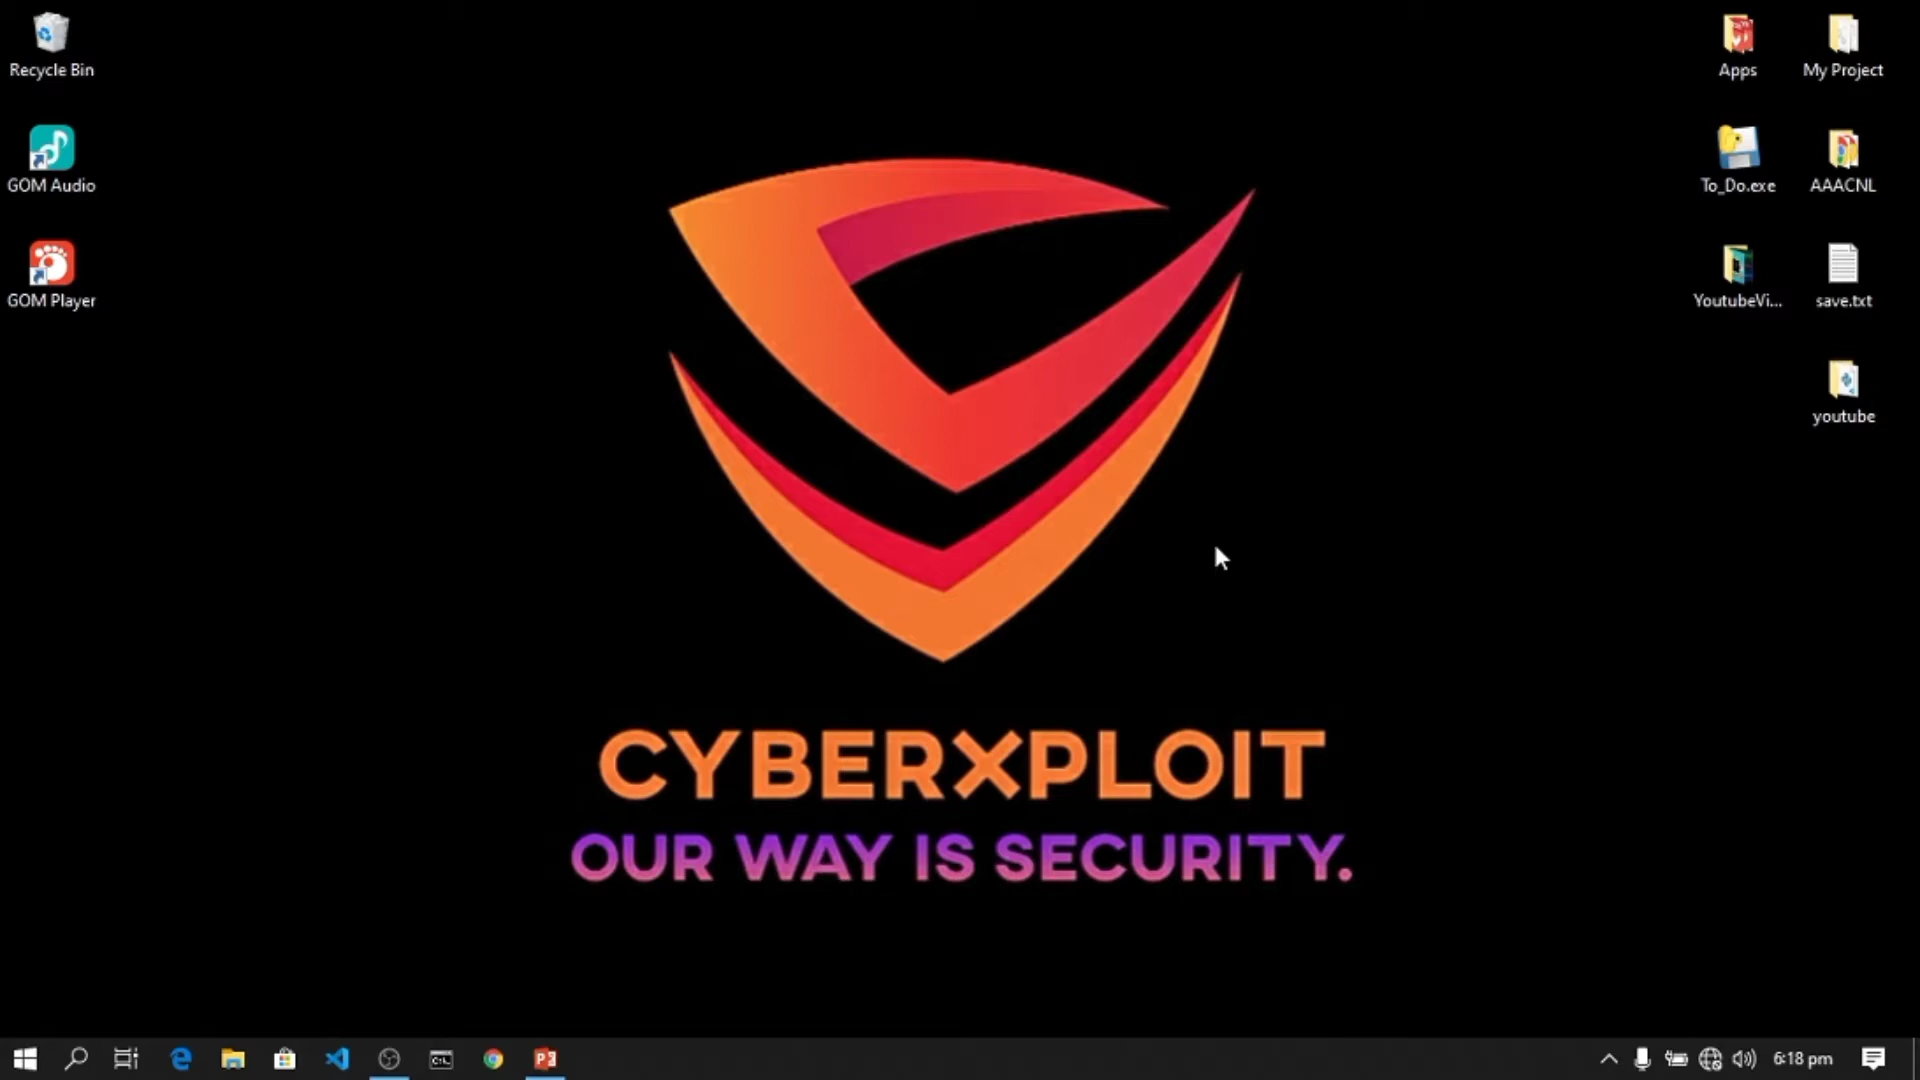 Recycle Bin
GOM Audio
GOM Player
Apps
My Project
To_Do.exe
AAACNL
YoutubeVi...
save.txt
youtube
CYBERXPLOIT
OUR WAY IS SECURITY.
6:18 pm